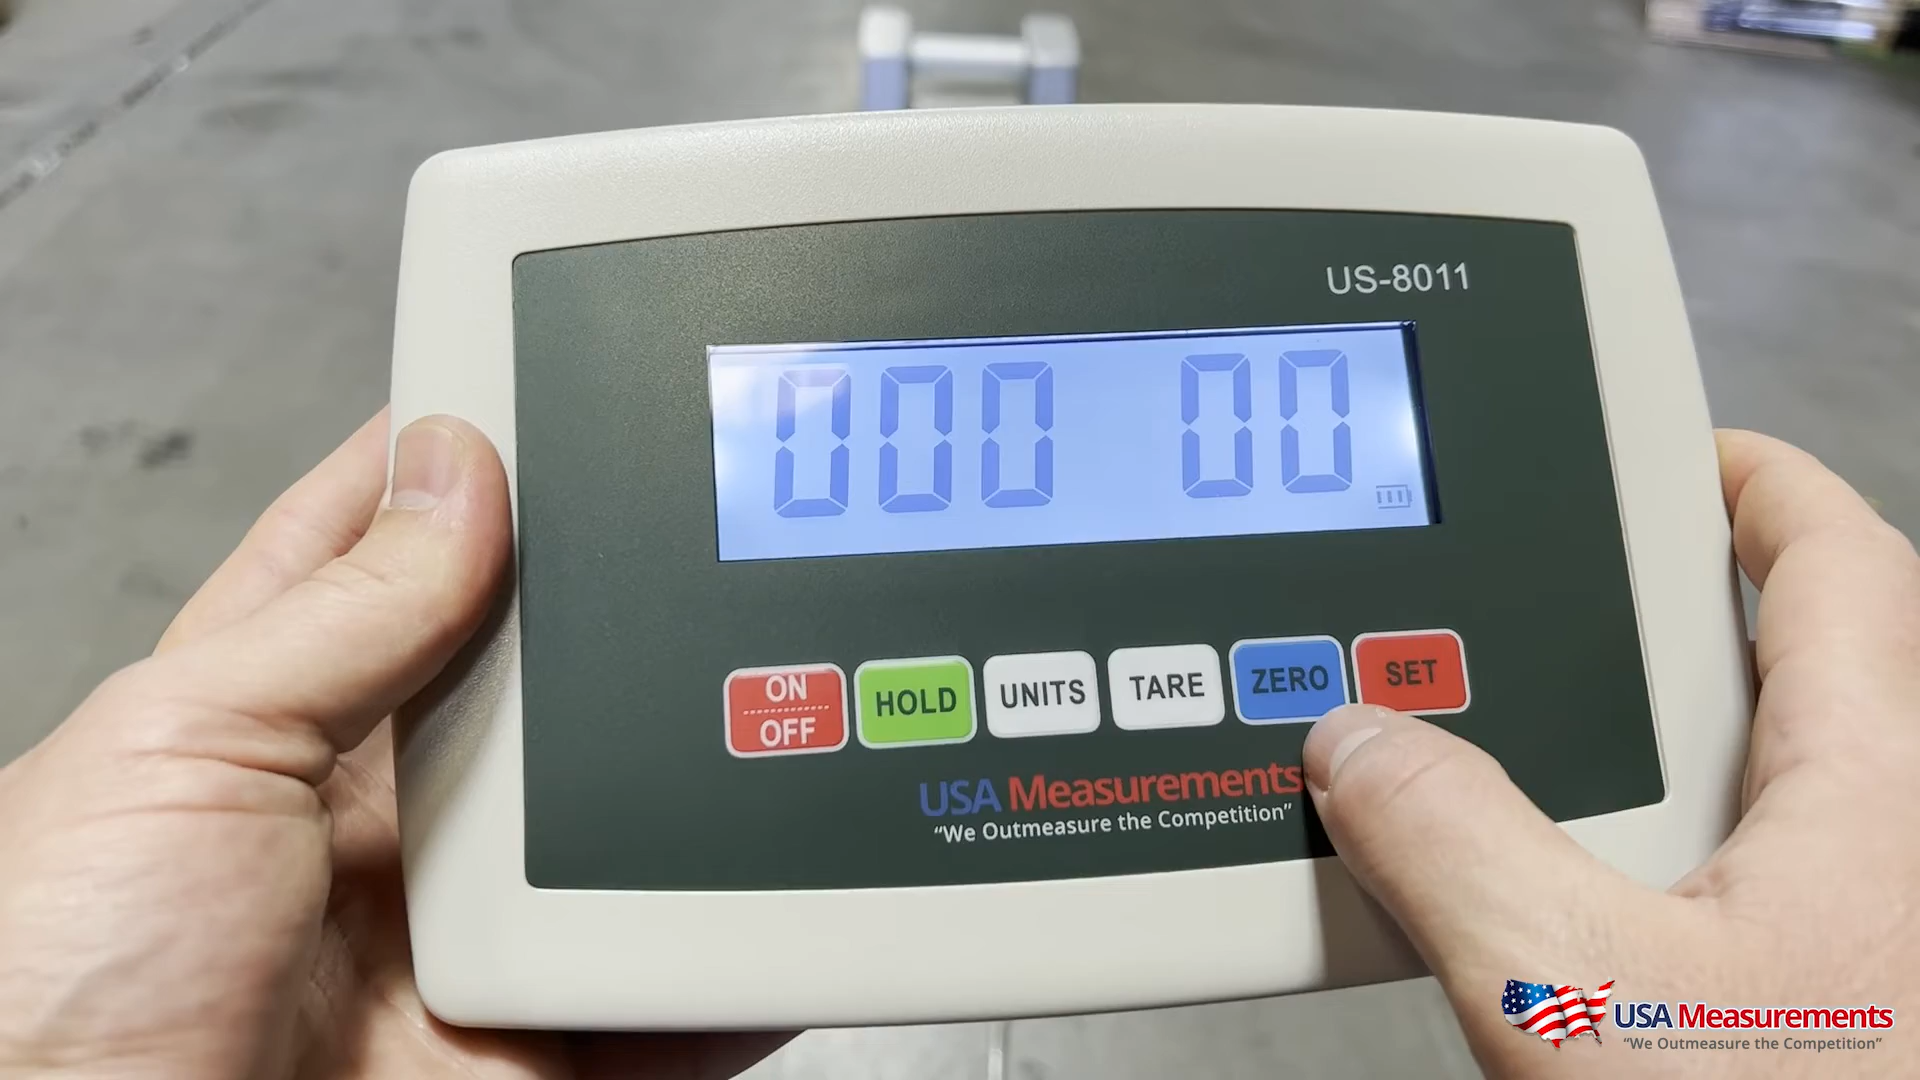 US-8011
000 00
ON
OFF
HOLD
UNITS
TARE
ZERO
SET
USA Measurements
“We Outmeasure the Competition”
USA Measurements
“We Outmeasure the Competition”